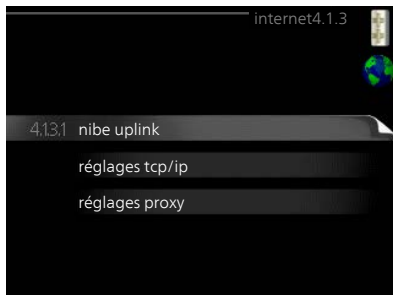 internet4.1.3
4.1.3.1 nibe uplink
réglages tcp/ip
réglages proxy